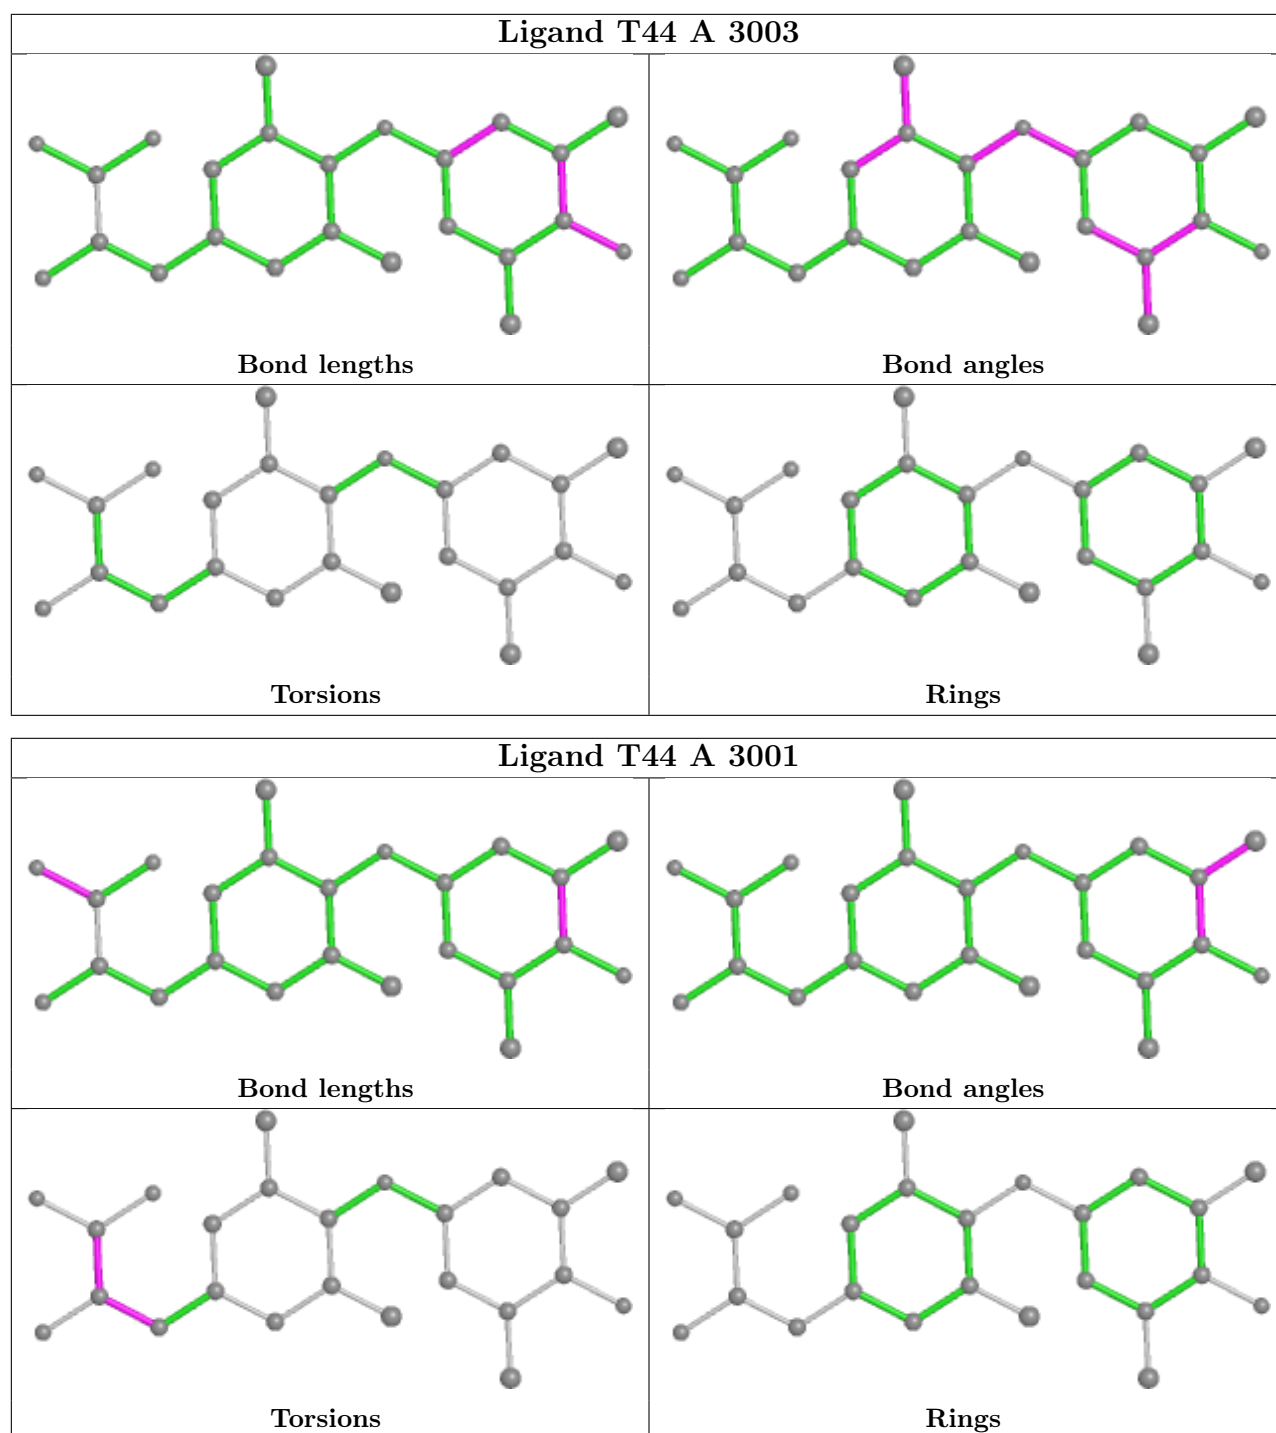 Ligand T44 A 3003
Bond lengths
Bond angles
Torsions
Rings
Ligand T44 A 3001
Bond lengths
Bond angles
Torsions
Rings